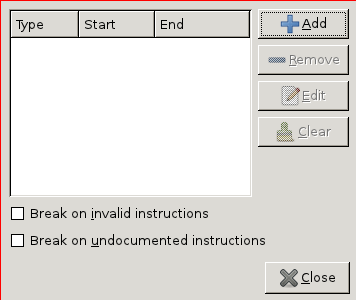 Type Start End
Add
Remove
Edit
Clear
Break on invalid instructions
Break on undocumented instructions
Close